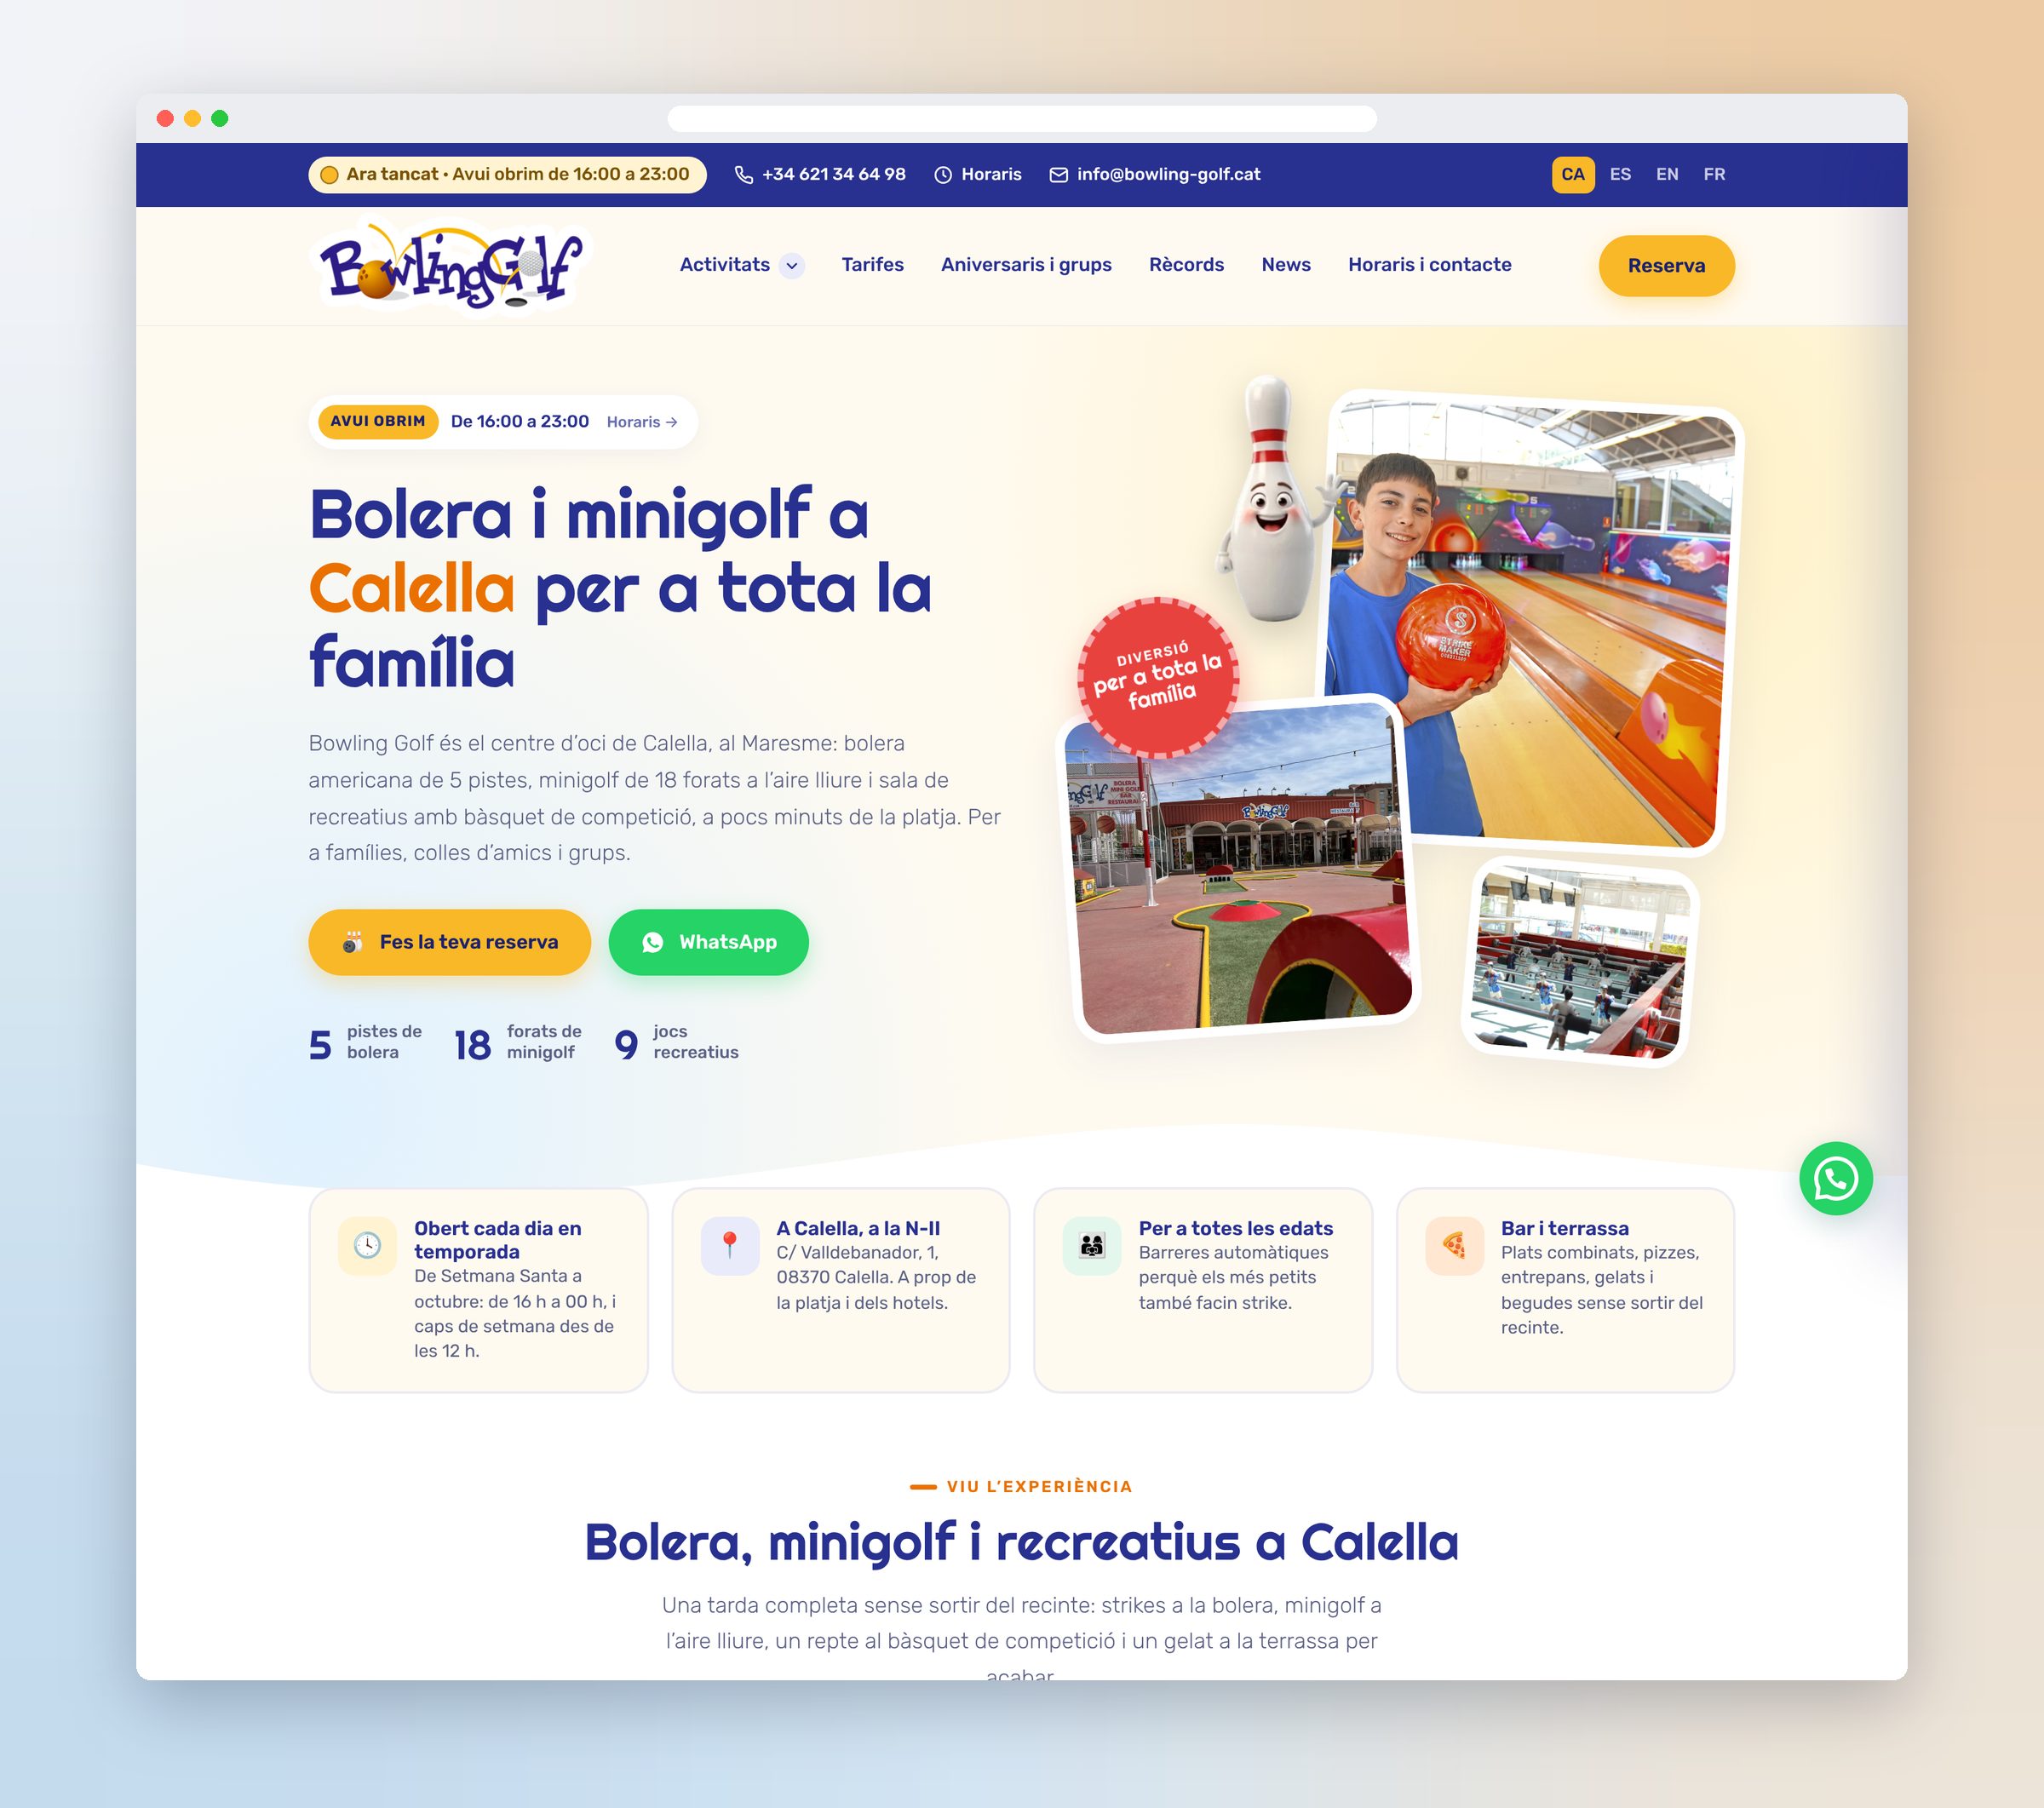 Ara tancat · Avui obrim de 16:00 a 23:00
+34 621 34 64 98
Horaris
info@bowling-golf.cat
CA
ES
EN
FR
BowlingGolf
Activitats
Tarifes
Aniversaris i grups
Rècords
News
Horaris i contacte
Reserva
AVUI OBRIM
De 16:00 a 23:00
Horaris →
Bolera i minigolf a
Calella per a tota la
família
Bowling Golf és el centre d’oci de Calella, al Maresme: bolera
americana de 5 pistes, minigolf de 18 forats a l’aire lliure i sala de
recreatius amb bàsquet de competició, a pocs minuts de la platja. Per
a famílies, colles d’amics i grups.
Fes la teva reserva
WhatsApp
5
pistes de
bolera
18
forats de
minigolf
9
jocs
recreatius
DIVERSIÓ
per a tota la
família
S
STRIKE
MAKER
BOLERA
MINI GOLF
BAR
RESTAURANT
BowlingGolf
Obert cada dia en
temporada
De Setmana Santa a
octubre: de 16 h a 00 h, i
caps de setmana des de
les 12 h.
A Calella, a la N-II
C/ Valldebanador, 1,
08370 Calella. A prop de
la platja i dels hotels.
Per a totes les edats
Barreres automàtiques
perquè els més petits
també facin strike.
Bar i terrassa
Plats combinats, pizzes,
entrepans, gelats i
begudes sense sortir del
recinte.
VIU L’EXPERIÈNCIA
Bolera, minigolf i recreatius a Calella
Una tarda completa sense sortir del recinte: strikes a la bolera, minigolf a
l’aire lliure, un repte al bàsquet de competició i un gelat a la terrassa per
acabar.